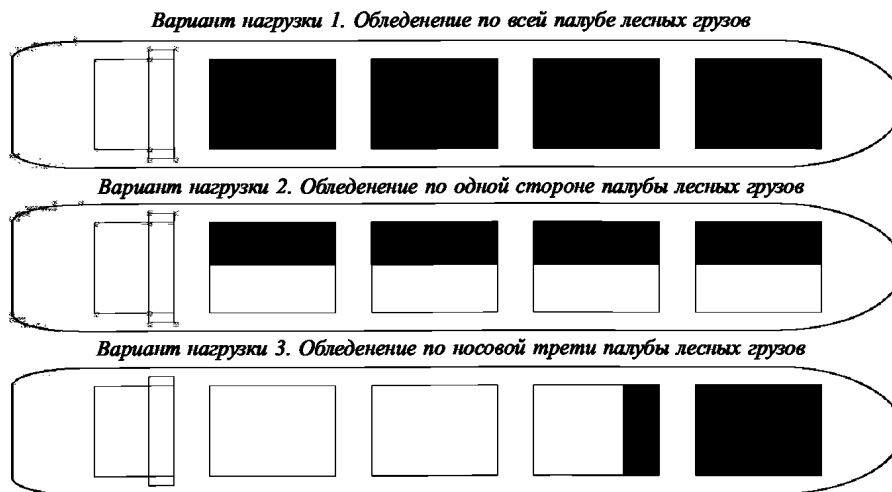 Вариант нагрузки 1. Обледенение по всей палубе лесных грузов
Вариант нагрузки 2. Обледенение по одной стороне палубы лесных грузов
Вариант нагрузки 3. Обледенение по носовой трети палубы лесных грузов